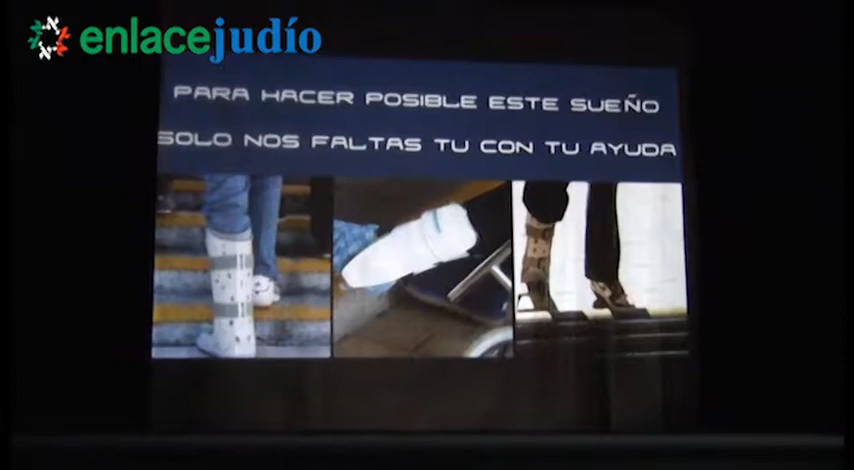 enlacejudío
PARA HACER POSIBLE ESTE SUEÑO
SOLO NOS FALTAS TU CON TU AYUDA